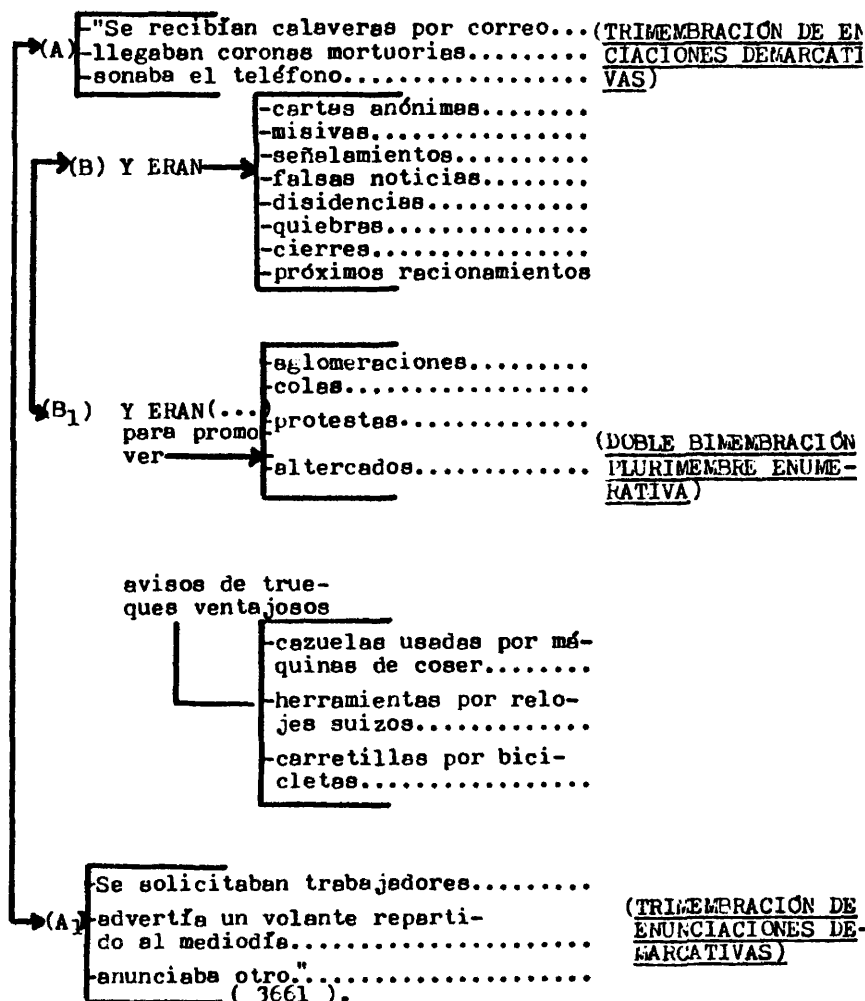 -"Se recibían calaveras por correo... (TRIMEMBRACIÓN DE EN
(A) -llegaban coronas mortuorias......... CIACIONES DEMARCATI
-sonaba el teléfono................. VAS)
-cartas anónimas........
-misivas................
(B) Y ERAN -señalamientos..........
-falsas noticias........
-disidencias............
-quiebras...............
-cierres................
-próximos racionamientos
-aglomeraciones.........
-colas..................
(B1) Y ERAN(...) -protestas..............
para promo
ver -altercados............. (DOBLE BIMEMBRACIÓN
PLURIMEMBRE ENUME-
RATIVA)
avisos de true-
ques ventajosos
-cazuelas usadas por má-
quinas de coser........
-herramientas por relo-
jes suizos.............
-carretillas por bici-
cletas.................
-Se solicitaban trabajadores.........
(A1) -advertía un volante reparti- (TRIMEMBRACIÓN DE
do al mediodía...................... ENUNCIACIONES DE-
-anunciaba otro.".................... MARCATIVAS)
( 3661 ).